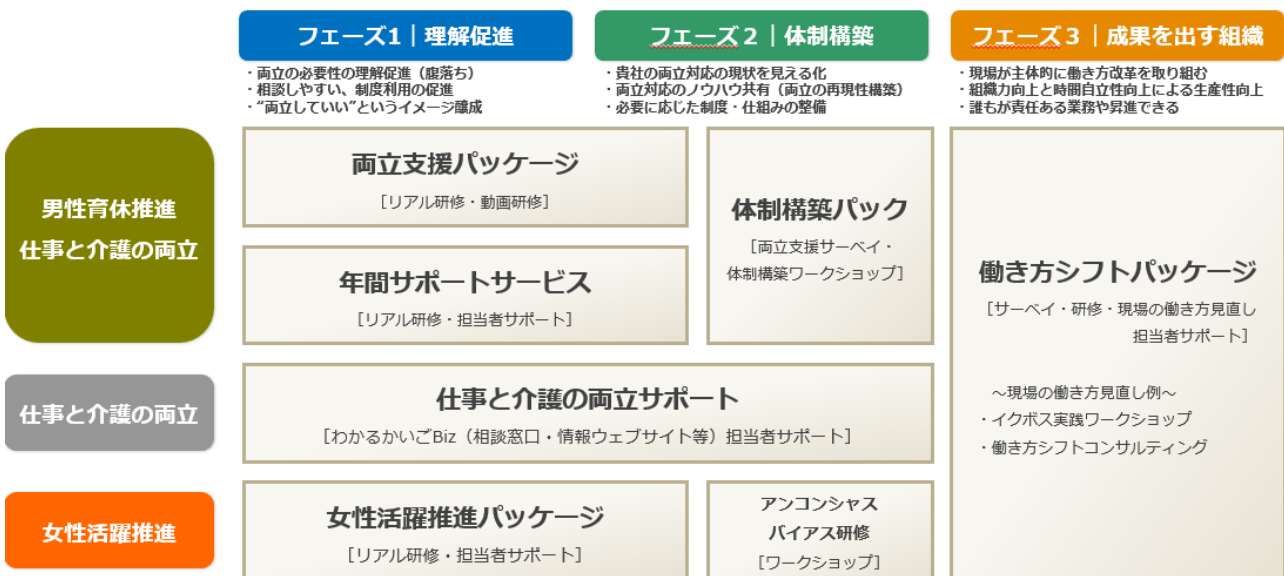 フェーズ1｜理解促進
・両立の必要性の理解促進（腹落ち）
・相談しやすい、制度利用の促進
・“両立していい”というイメージ醸成
フェーズ２｜体制構築
・貴社の両立対応の現状を見える化
・両立対応のノウハウ共有（両立の再現性構築）
・必要に応じた制度・仕組みの整備
フェーズ３｜成果を出す組織
・現場が主体的に働き方改革を取り組む
・組織力向上と時間自立性向上による生産性向上
・誰もが責任ある業務や昇進できる
男性育休推進
仕事と介護の両立
両立支援パッケージ
［リアル研修・動画研修］
年間サポートサービス
［リアル研修・担当者サポート］
体制構築パック
［両立支援サーベイ・
体制構築ワークショップ］
働き方シフトパッケージ
［サーベイ・研修・現場の働き方見直し
担当者サポート］
～現場の働き方見直し例～
・イクボス実践ワークショップ
・働き方シフトコンサルティング
仕事と介護の両立
仕事と介護の両立サポート
［わかるかいごBiz（相談窓口・情報ウェブサイト等）担当者サポート］
女性活躍推進
女性活躍推進パッケージ
［リアル研修・担当者サポート］
アンコンシャス
バイアス研修
［ワークショップ］